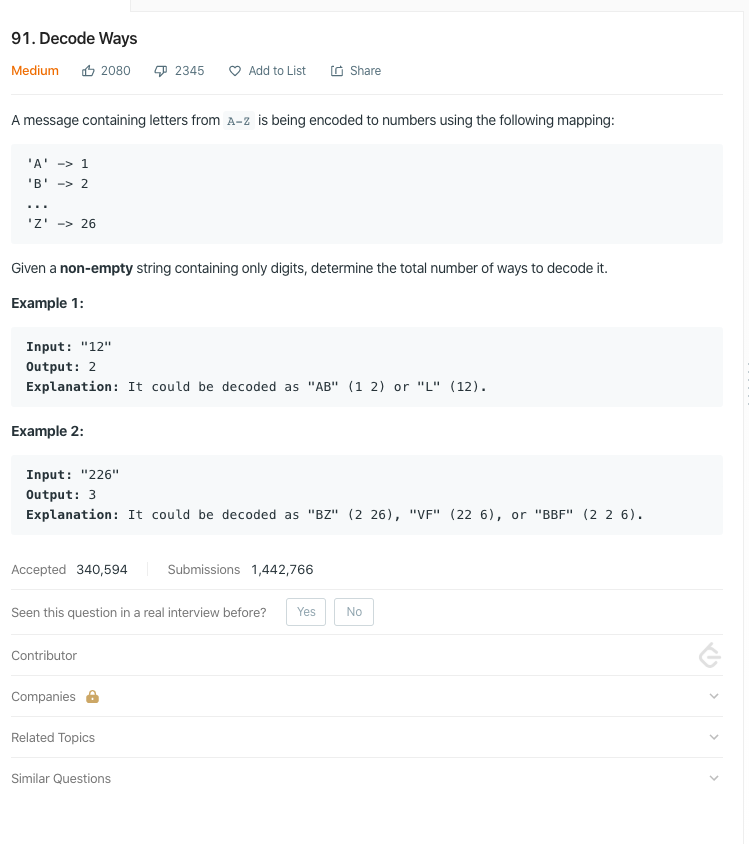 91. Decode Ways
Medium 2080 2345 Add to List Share
A message containing letters from A-Z is being encoded to numbers using the following mapping:
'A' -> 1
'B' -> 2
...
'Z' -> 26
Given a non-empty string containing only digits, determine the total number of ways to decode it.
Example 1:
Input: "12"
Output: 2
Explanation: It could be decoded as "AB" (1 2) or "L" (12).
Example 2:
Input: "226"
Output: 3
Explanation: It could be decoded as "BZ" (2 26), "VF" (22 6), or "BBF" (2 2 6).
Accepted 340,594 Submissions 1,442,766
Seen this question in a real interview before? Yes No
Contributor
Companies
Related Topics
Similar Questions